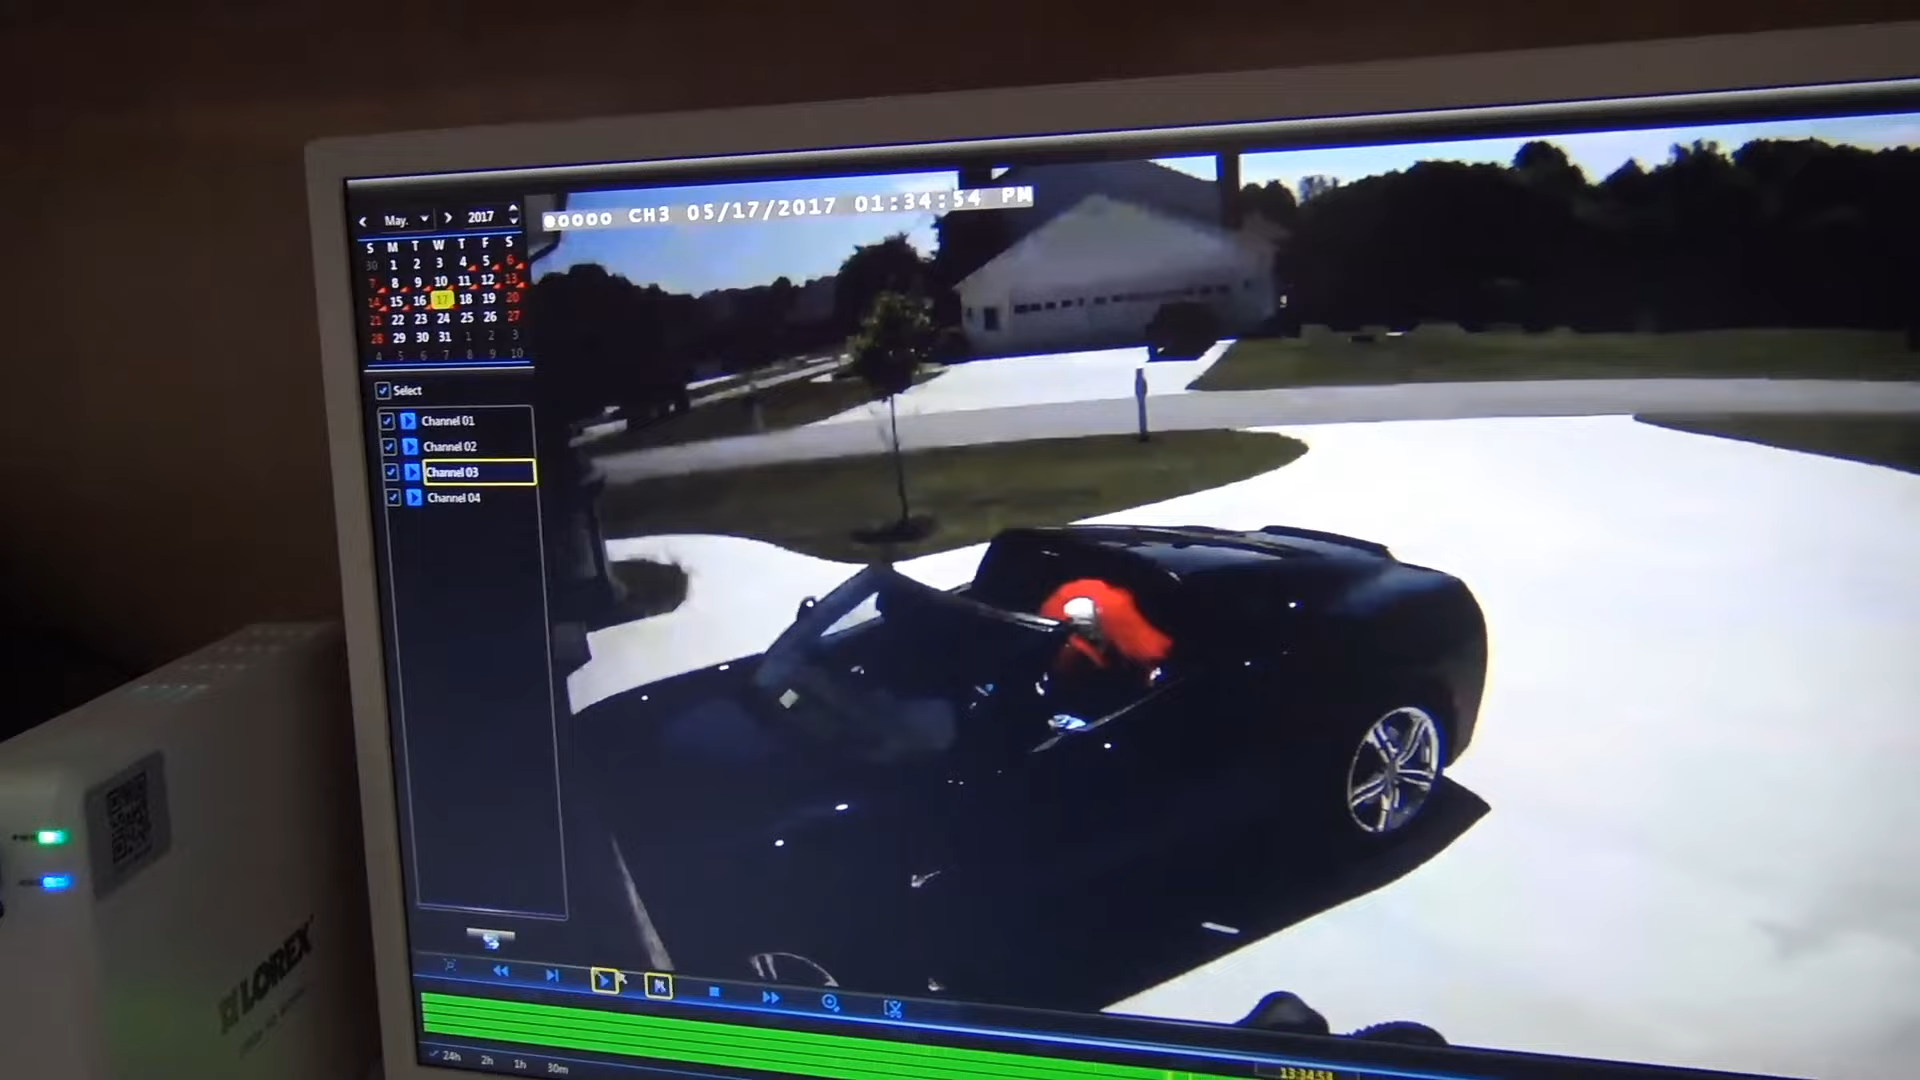 May. 2017
CH3 05/17/2017 01:34:54 PM
S M T W T F S
30 1 2 3 4 5 6
7 8 9 10 11 12 13
14 15 16 17 18 19 20
21 22 23 24 25 26 27
28 29 30 31 1 2 3
4 5 6 7 8 9 10
Select
Channel 01
Channel 02
Channel 03
Channel 04
LOREX
24h 2h 1h 30m
13:34:53